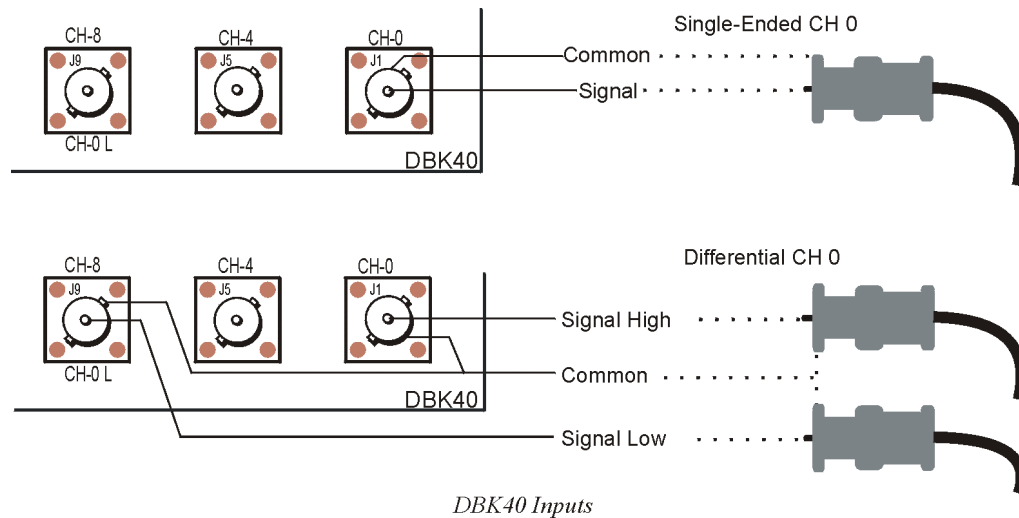 Single-Ended CH 0
CH-8 CH-4 CH-0
J9 J5 J1
Common
Signal
CH-0 L
DBK40
Differential CH 0
CH-8 CH-4 CH-0
J9 J5 J1
Signal High
CH-0 L
Common
DBK40
Signal Low
DBK40 Inputs